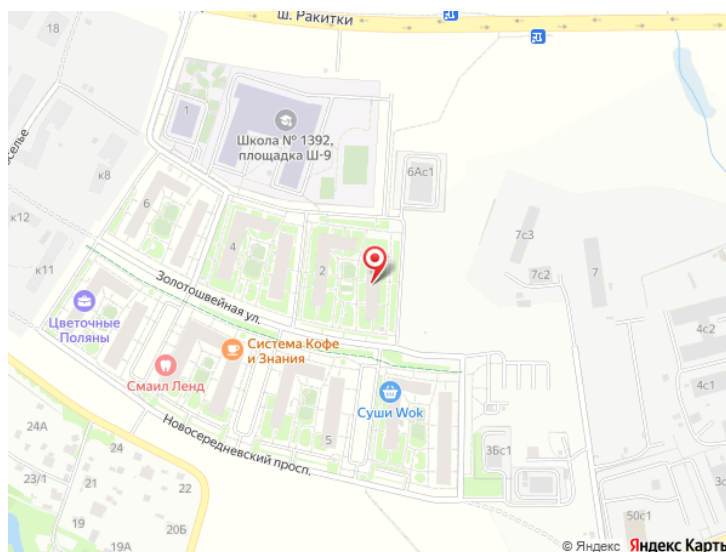 ш. Ракитки
18
1
Школа № 1392,
площадка Ш-9
6Ас1
к8
6
к12
4
2
7с3
7с2
7
к11
Золотошвейная ул.
Цветочные
Поляны
Система Кофе
и Знания
Смаил Ленд
Суши Wok
4с2
4с1
24А
24
23/1
21
22
19
19А
20Б
5
Новосередневский просп.
3Бс1
50с1
© Яндекс Яндекс Карты